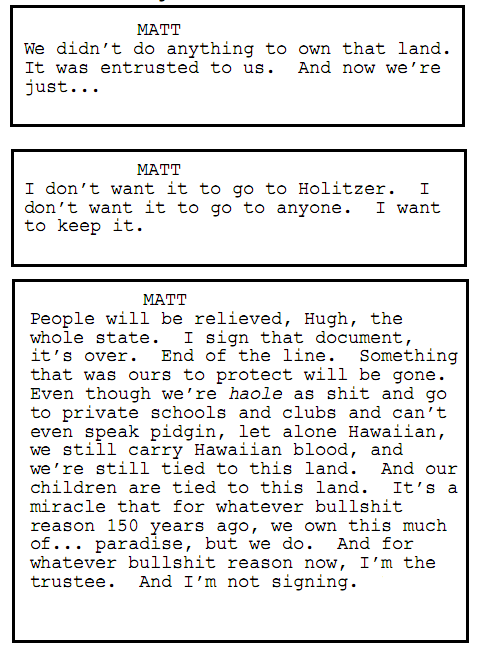 MATT
We didn't do anything to own that land.
It was entrusted to us.  And now we're
just...
MATT
I don't want it to go to Holitzer.  I
don't want it to go to anyone.  I want
to keep it.
MATT
People will be relieved, Hugh, the
whole state.  I sign that document,
it's over.  End of the line.  Something
that was ours to protect will be gone.
Even though we're haole as shit and go
to private schools and clubs and can't
even speak pidgin, let alone Hawaiian,
we still carry Hawaiian blood, and
we're still tied to this land.  And our
children are tied to this land.  It's a
miracle that for whatever bullshit
reason 150 years ago, we own this much
of... paradise, but we do.  And for
whatever bullshit reason now, I'm the
trustee.  And I'm not signing.